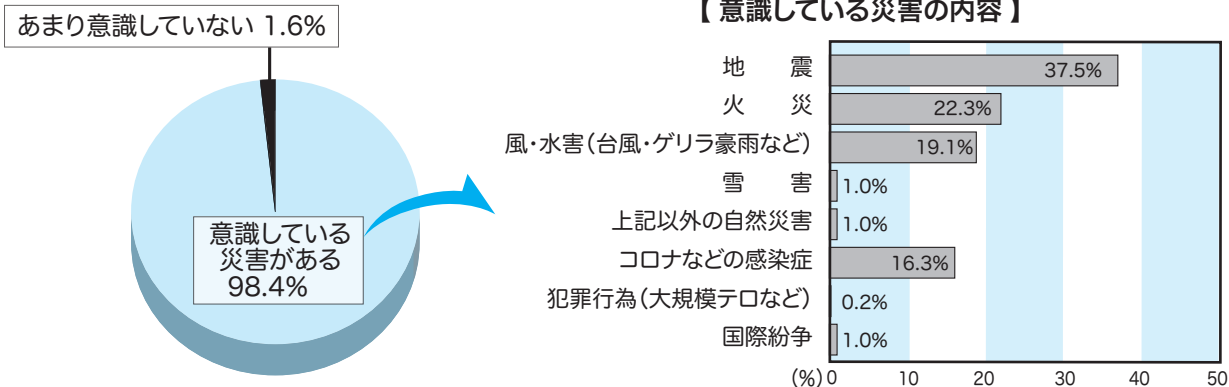 あまり意識していない 1.6%
意識している
災害がある
98.4%
【 意識している災害の内容 】
地 震 37.5%
火 災 22.3%
風・水害(台風・ゲリラ豪雨など) 19.1%
雪 害 1.0%
上記以外の自然災害 1.0%
コロナなどの感染症 16.3%
犯罪行為(大規模テロなど) 0.2%
国際紛争 1.0%
(%) 0 10 20 30 40 50